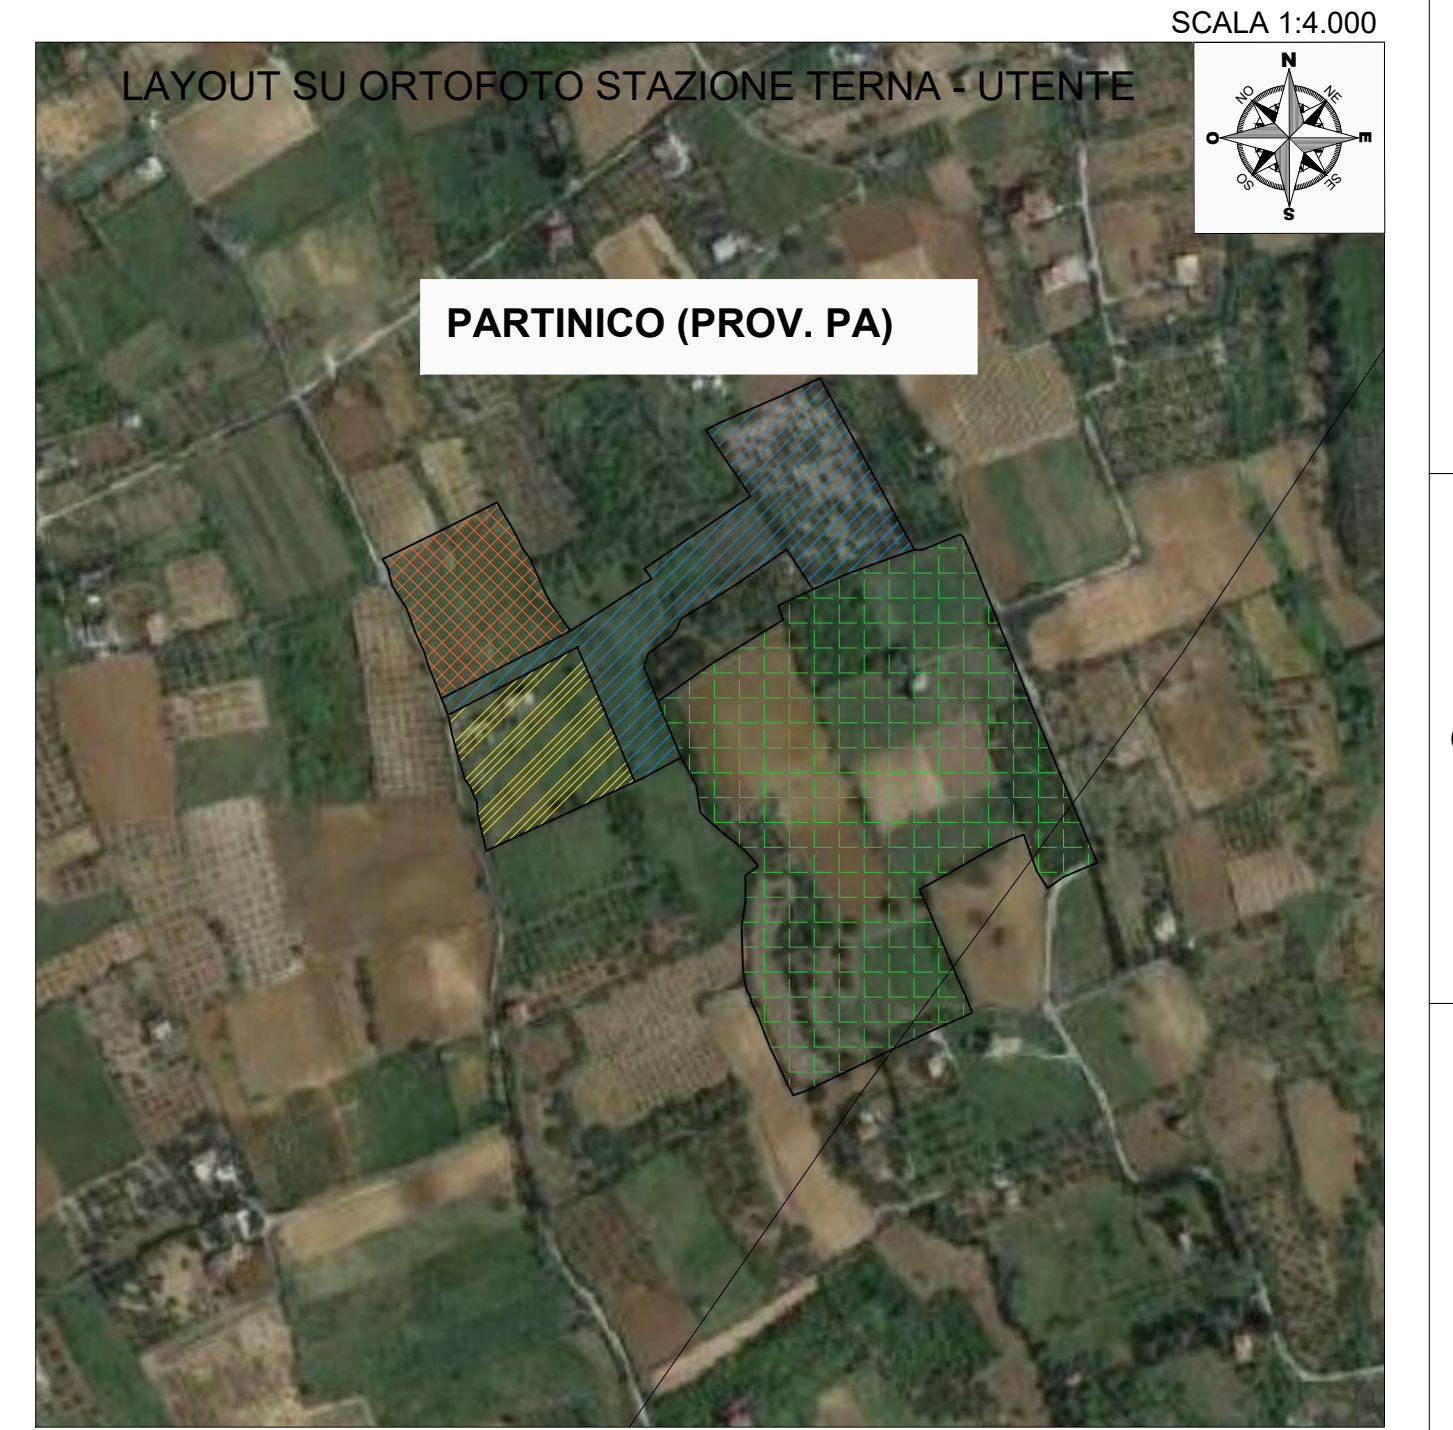 SCALA 1:4.000
LAYOUT SU ORTOFOTO STAZIONE TERNA - UTENTE
N
NO
NE
O
E
SO
SE
S
PARTINICO (PROV. PA)